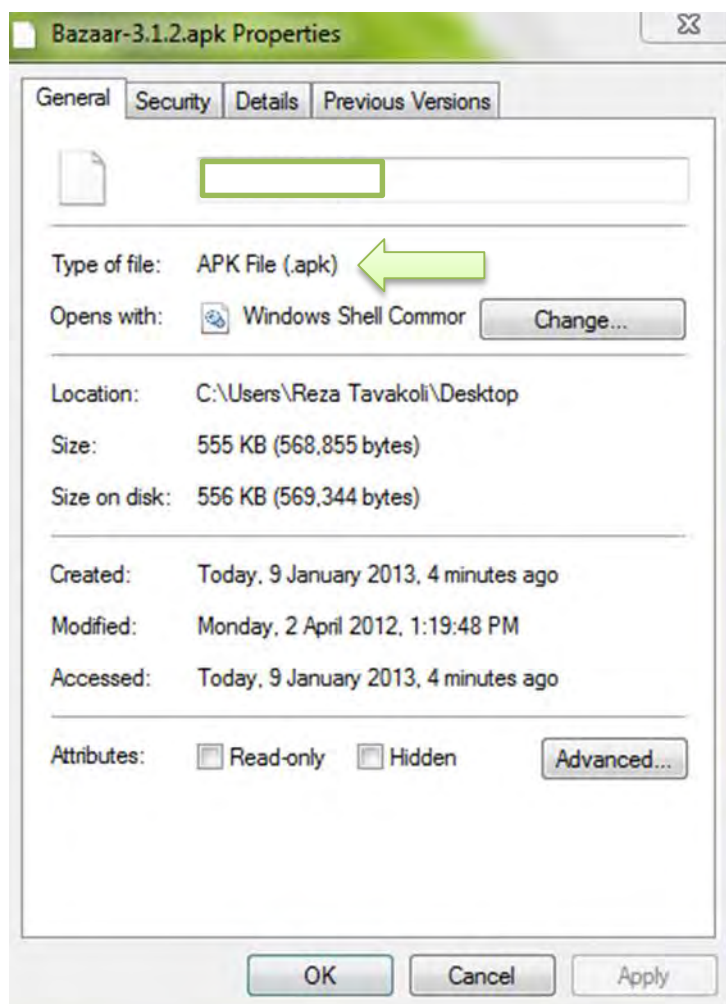 Bazaar-3.1.2.apk Properties
General Security Details Previous Versions
Type of file: APK File (.apk)
Opens with: Windows Shell Commor Change...
Location: C:\Users\Reza Tavakoli\Desktop
Size: 555 KB (568,855 bytes)
Size on disk: 556 KB (569,344 bytes)
Created: Today, 9 January 2013, 4 minutes ago
Modified: Monday, 2 April 2012, 1:19:48 PM
Accessed: Today, 9 January 2013, 4 minutes ago
Attributes: Read-only Hidden Advanced...
OK Cancel Apply